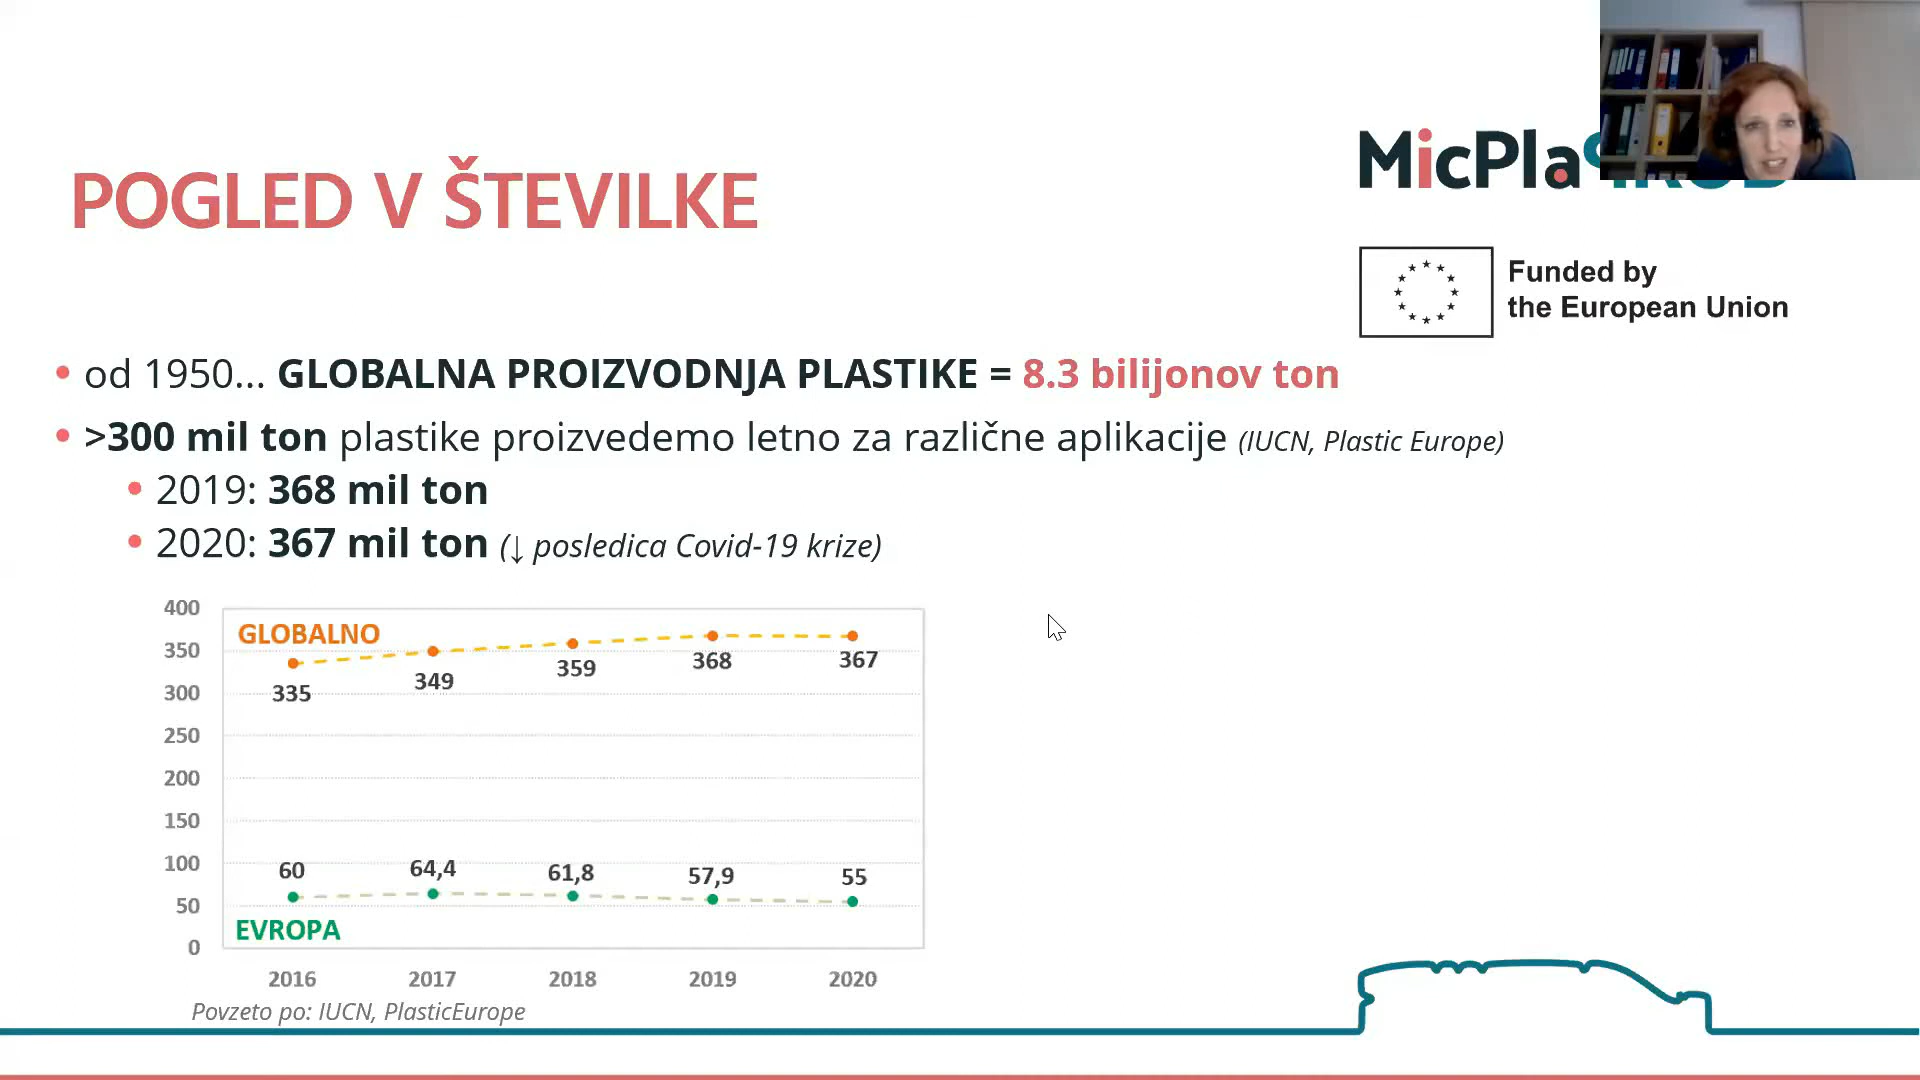 POGLED V ŠTEVILKE
MicPla
Funded by
the European Union
• od 1950... GLOBALNA PROIZVODNJA PLASTIKE = 8.3 bilijonov ton
• >300 mil ton plastike proizvedemo letno za različne aplikacije (IUCN, Plastic Europe)
• 2019: 368 mil ton
• 2020: 367 mil ton (↓ posledica Covid-19 krize)
400
GLOBALNO
350
300
250
200
150
100
50
0
335
349
359
368
367
60
64,4
61,8
57,9
55
EVROPA
2016 2017 2018 2019 2020
Povzeto po: IUCN, PlasticEurope